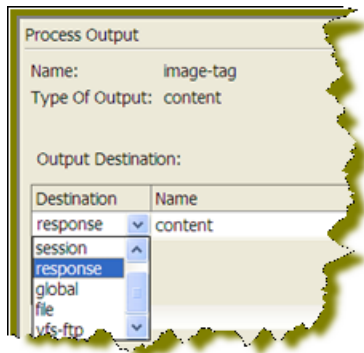 Process Output
Name: image-tag
Type Of Output: content
Output Destination:
Destination Name
response content
session
response
global
file
vfs-ftp